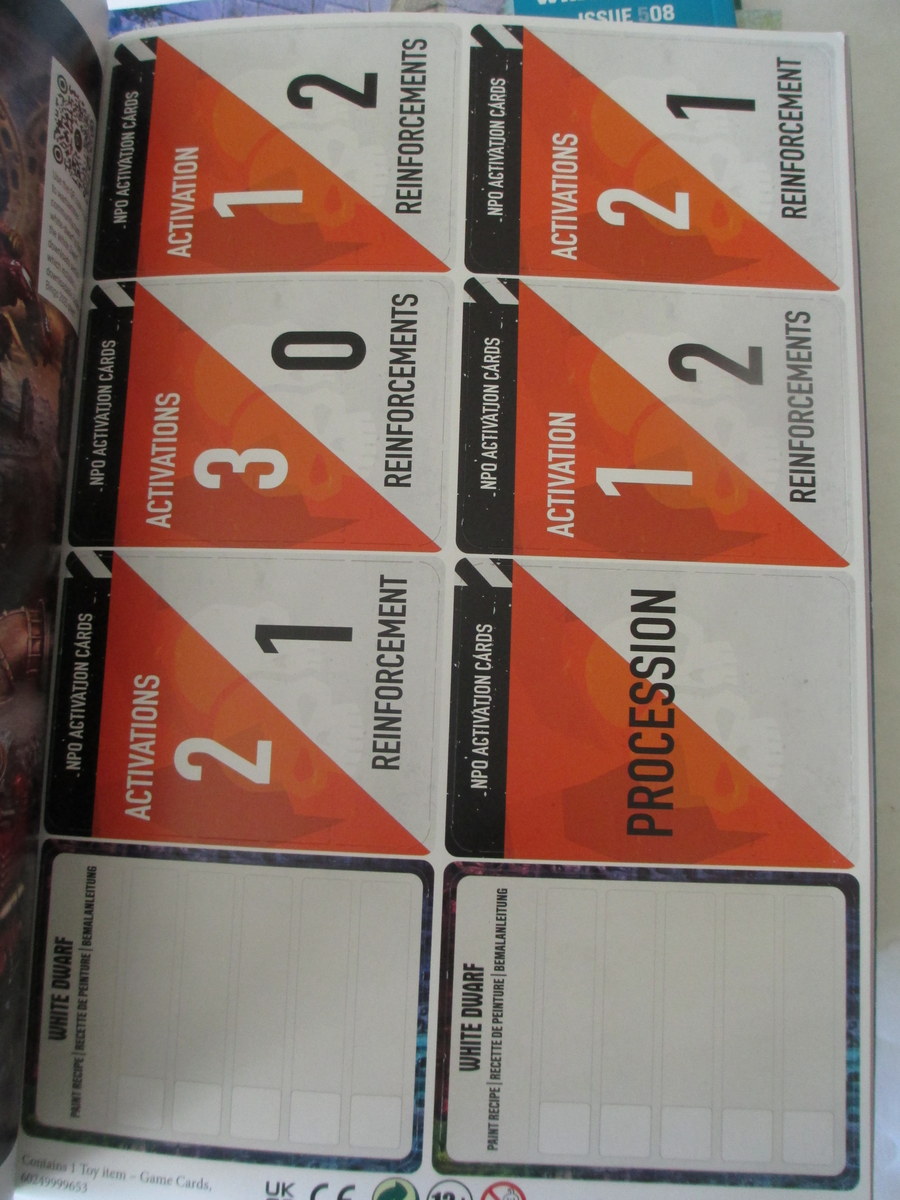 ISSUE 508
NPO ACTIVATION CARDS
ACTIVATION
1
2
REINFORCEMENTS
NPO ACTIVATION CARDS
ACTIVATIONS
2
1
REINFORCEMENT
NPO ACTIVATION CARDS
ACTIVATIONS
3
0
REINFORCEMENTS
NPO ACTIVATION CARDS
ACTIVATION
1
2
REINFORCEMENTS
NPO ACTIVATION CARDS
ACTIVATIONS
2
1
REINFORCEMENT
NPO ACTIVATION CARDS
PROCESSION
WHITE DWARF
PAINT RECIPE | RECETTE DE PEINTURE | BEMALANLEITUNG
WHITE DWARF
PAINT RECIPE | RECETTE DE PEINTURE | BEMALANLEITUNG
Contains 1 Toy item – Game Cards,
60249999653
UK
CE
12+